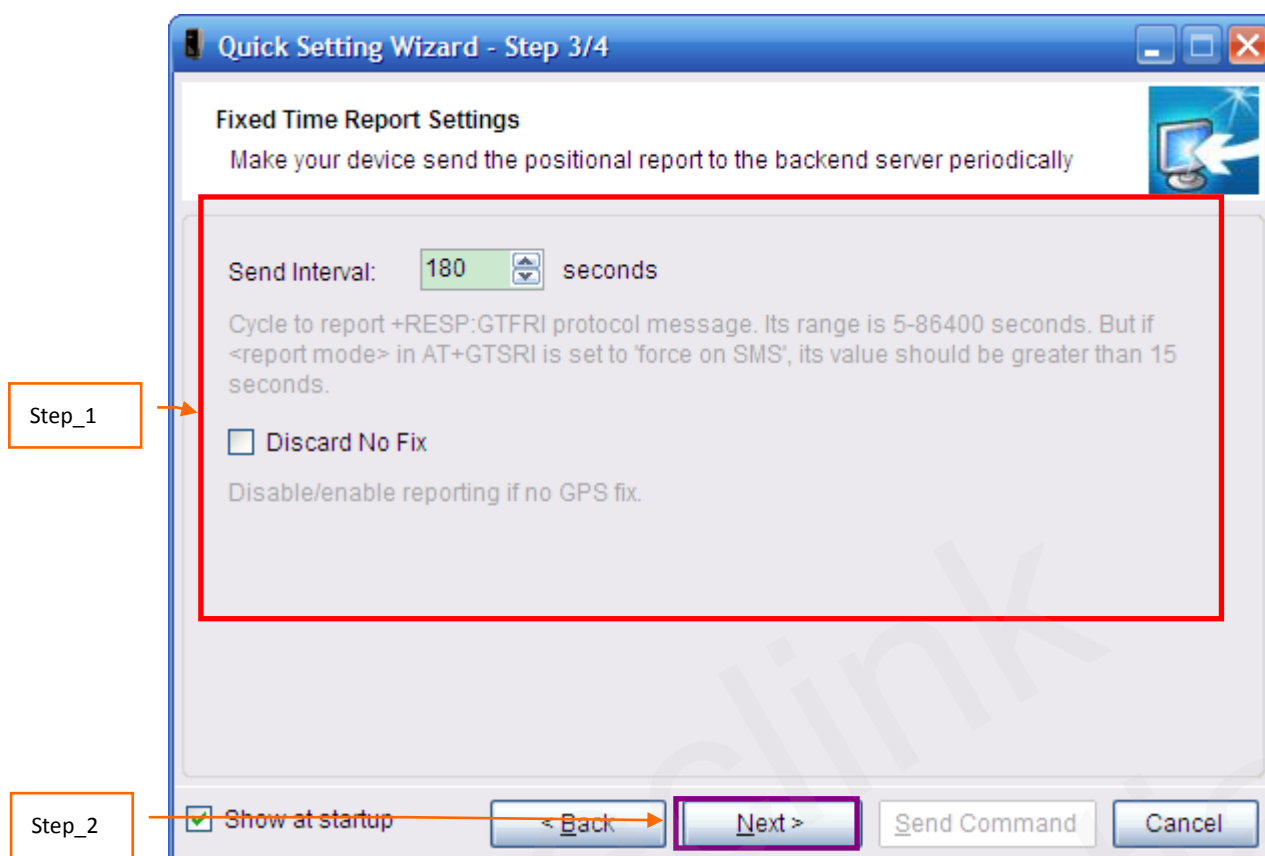 Quick Setting Wizard - Step 3/4
Fixed Time Report Settings
Make your device send the positional report to the backend server periodically
Send Interval: 180 seconds
Cycle to report +RESP:GTFRI protocol message. Its range is 5-86400 seconds. But if
<report mode> in AT+GTSRI is set to 'force on SMS', its value should be greater than 15
seconds.
Step_1
Discard No Fix
Disable/enable reporting if no GPS fix.
Step_2
Show at startup < Back Next > Send Command Cancel